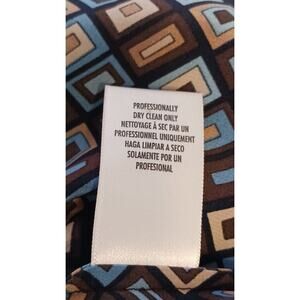 PROFESSIONALLY
DRY CLEAN ONLY
NETTOYAGE À SEC PAR UN
PROFESSIONNEL UNIQUEMENT
HAGA LIMPIAR A SECO
SOLAMENTE POR UN
PROFESIONAL